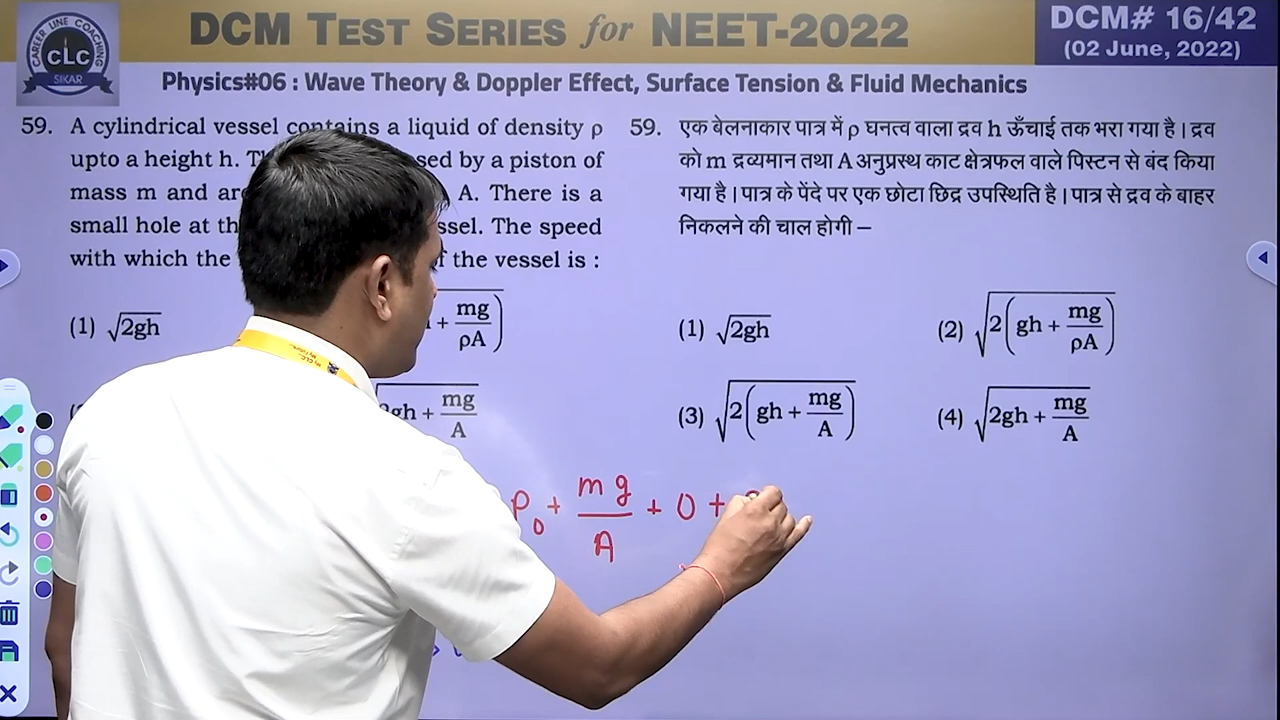 DCM TEST SERIES for NEET-2022
DCM# 16/42
(02 June, 2022)
CAREER LINE COACHING
CLC
SIKAR
Physics#06 : Wave Theory & Doppler Effect, Surface Tension & Fluid Mechanics
59. A cylindrical vessel contains a liquid of density ρ
upto a height h. sed by a piston of
mass m and A. There is a
small hole at ssel. The speed
with which the of the vessel is :
(1) √2gh
+ mg/ρA)
2gh + mg/A
59. एक बेलनाकार पात्र में ρ घनत्व वाला द्रव h ऊँचाई तक भरा गया है। द्रव
को m द्रव्यमान तथा A अनुप्रस्थ काट क्षेत्रफल वाले पिस्टन से बंद किया
गया है। पात्र के पेंदे पर एक छोटा छिद्र उपस्थिति है। पात्र से द्रव के बाहर
निकलने की चाल होगी –
(1) √2gh (2) √2(gh + mg/ρA)
(3) √2(gh + mg/A) (4) √2gh + mg/A
P₀ + mg/A + 0 +